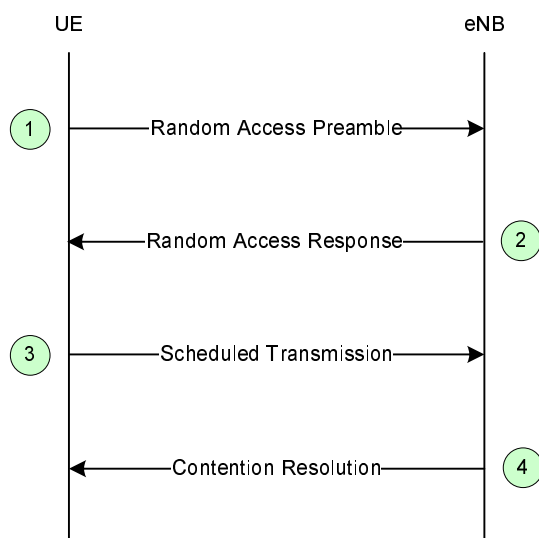 UE
eNB
1
Random Access Preamble
Random Access Response
2
3
Scheduled Transmission
Contention Resolution
4